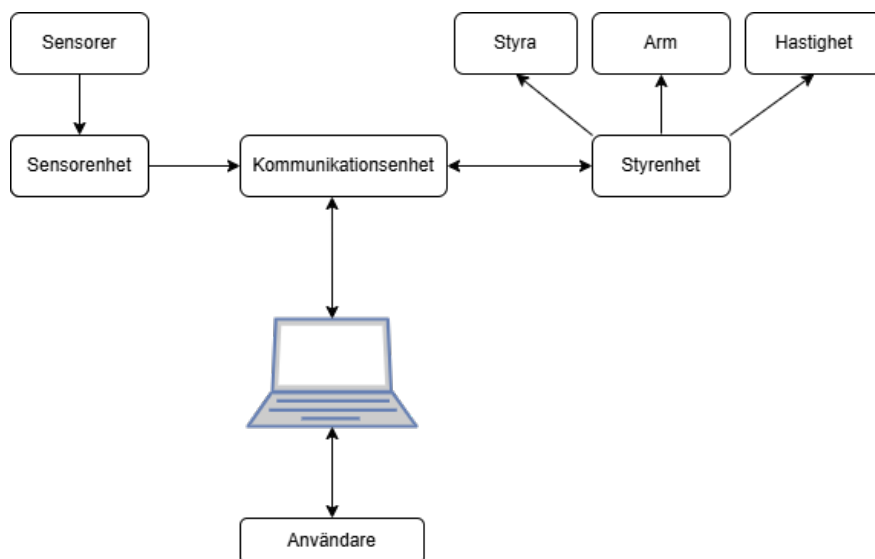 Sensorer
Styra
Arm
Hastighet
Sensorenhet
Kommunikationsenhet
Styrenhet
Användare